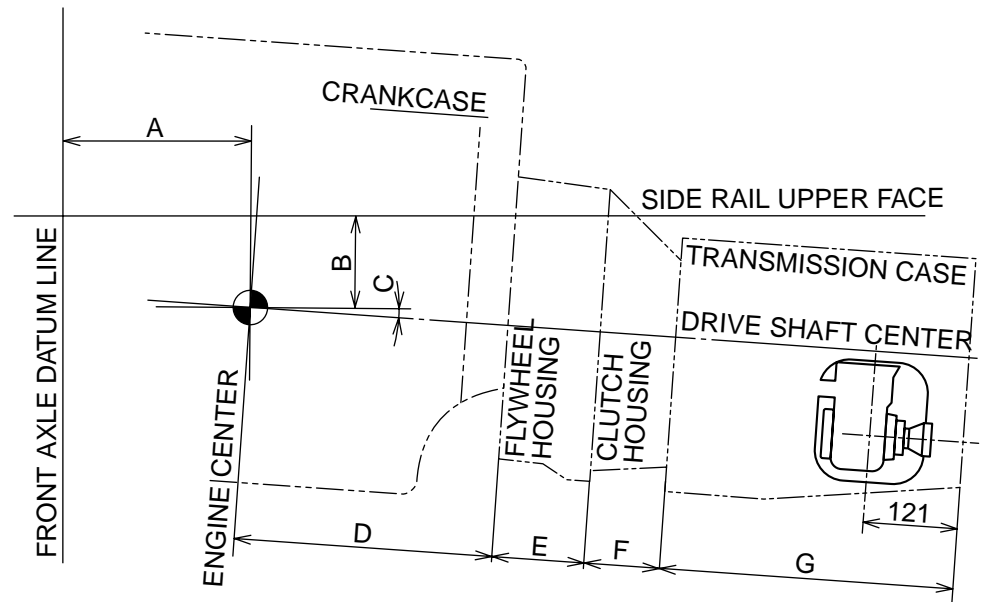 CRANKCASE
A
SIDE RAIL UPPER FACE
FRONT AXLE DATUM LINE
B
C
TRANSMISSION CASE
DRIVE SHAFT CENTER
FLYWHEEL
HOUSING
CLUTCH
HOUSING
ENGINE CENTER
121
D
E
F
G